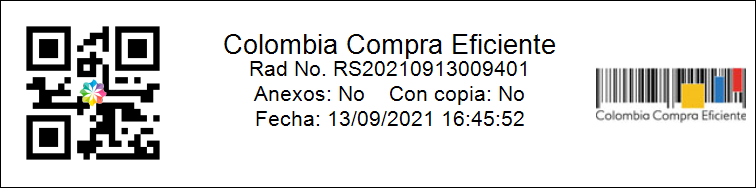 Colombia Compra Eficiente
Rad No. RS20210913009401
Anexos: No    Con copia: No
Fecha: 13/09/2021 16:45:52
Colombia Compra Eficiente